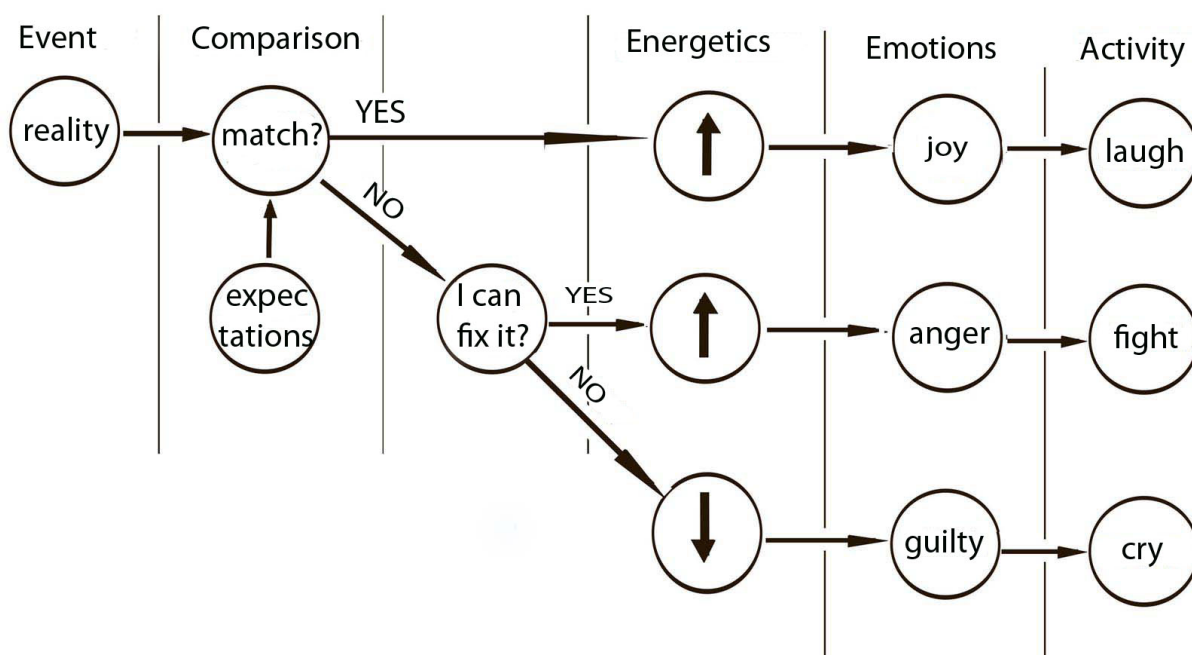 Event
Comparison
Energetics
Emotions
Activity
reality
match?
YES
joy
laugh
NO
expec
tations
I can
fix it?
YES
anger
fight
NO
guilty
cry